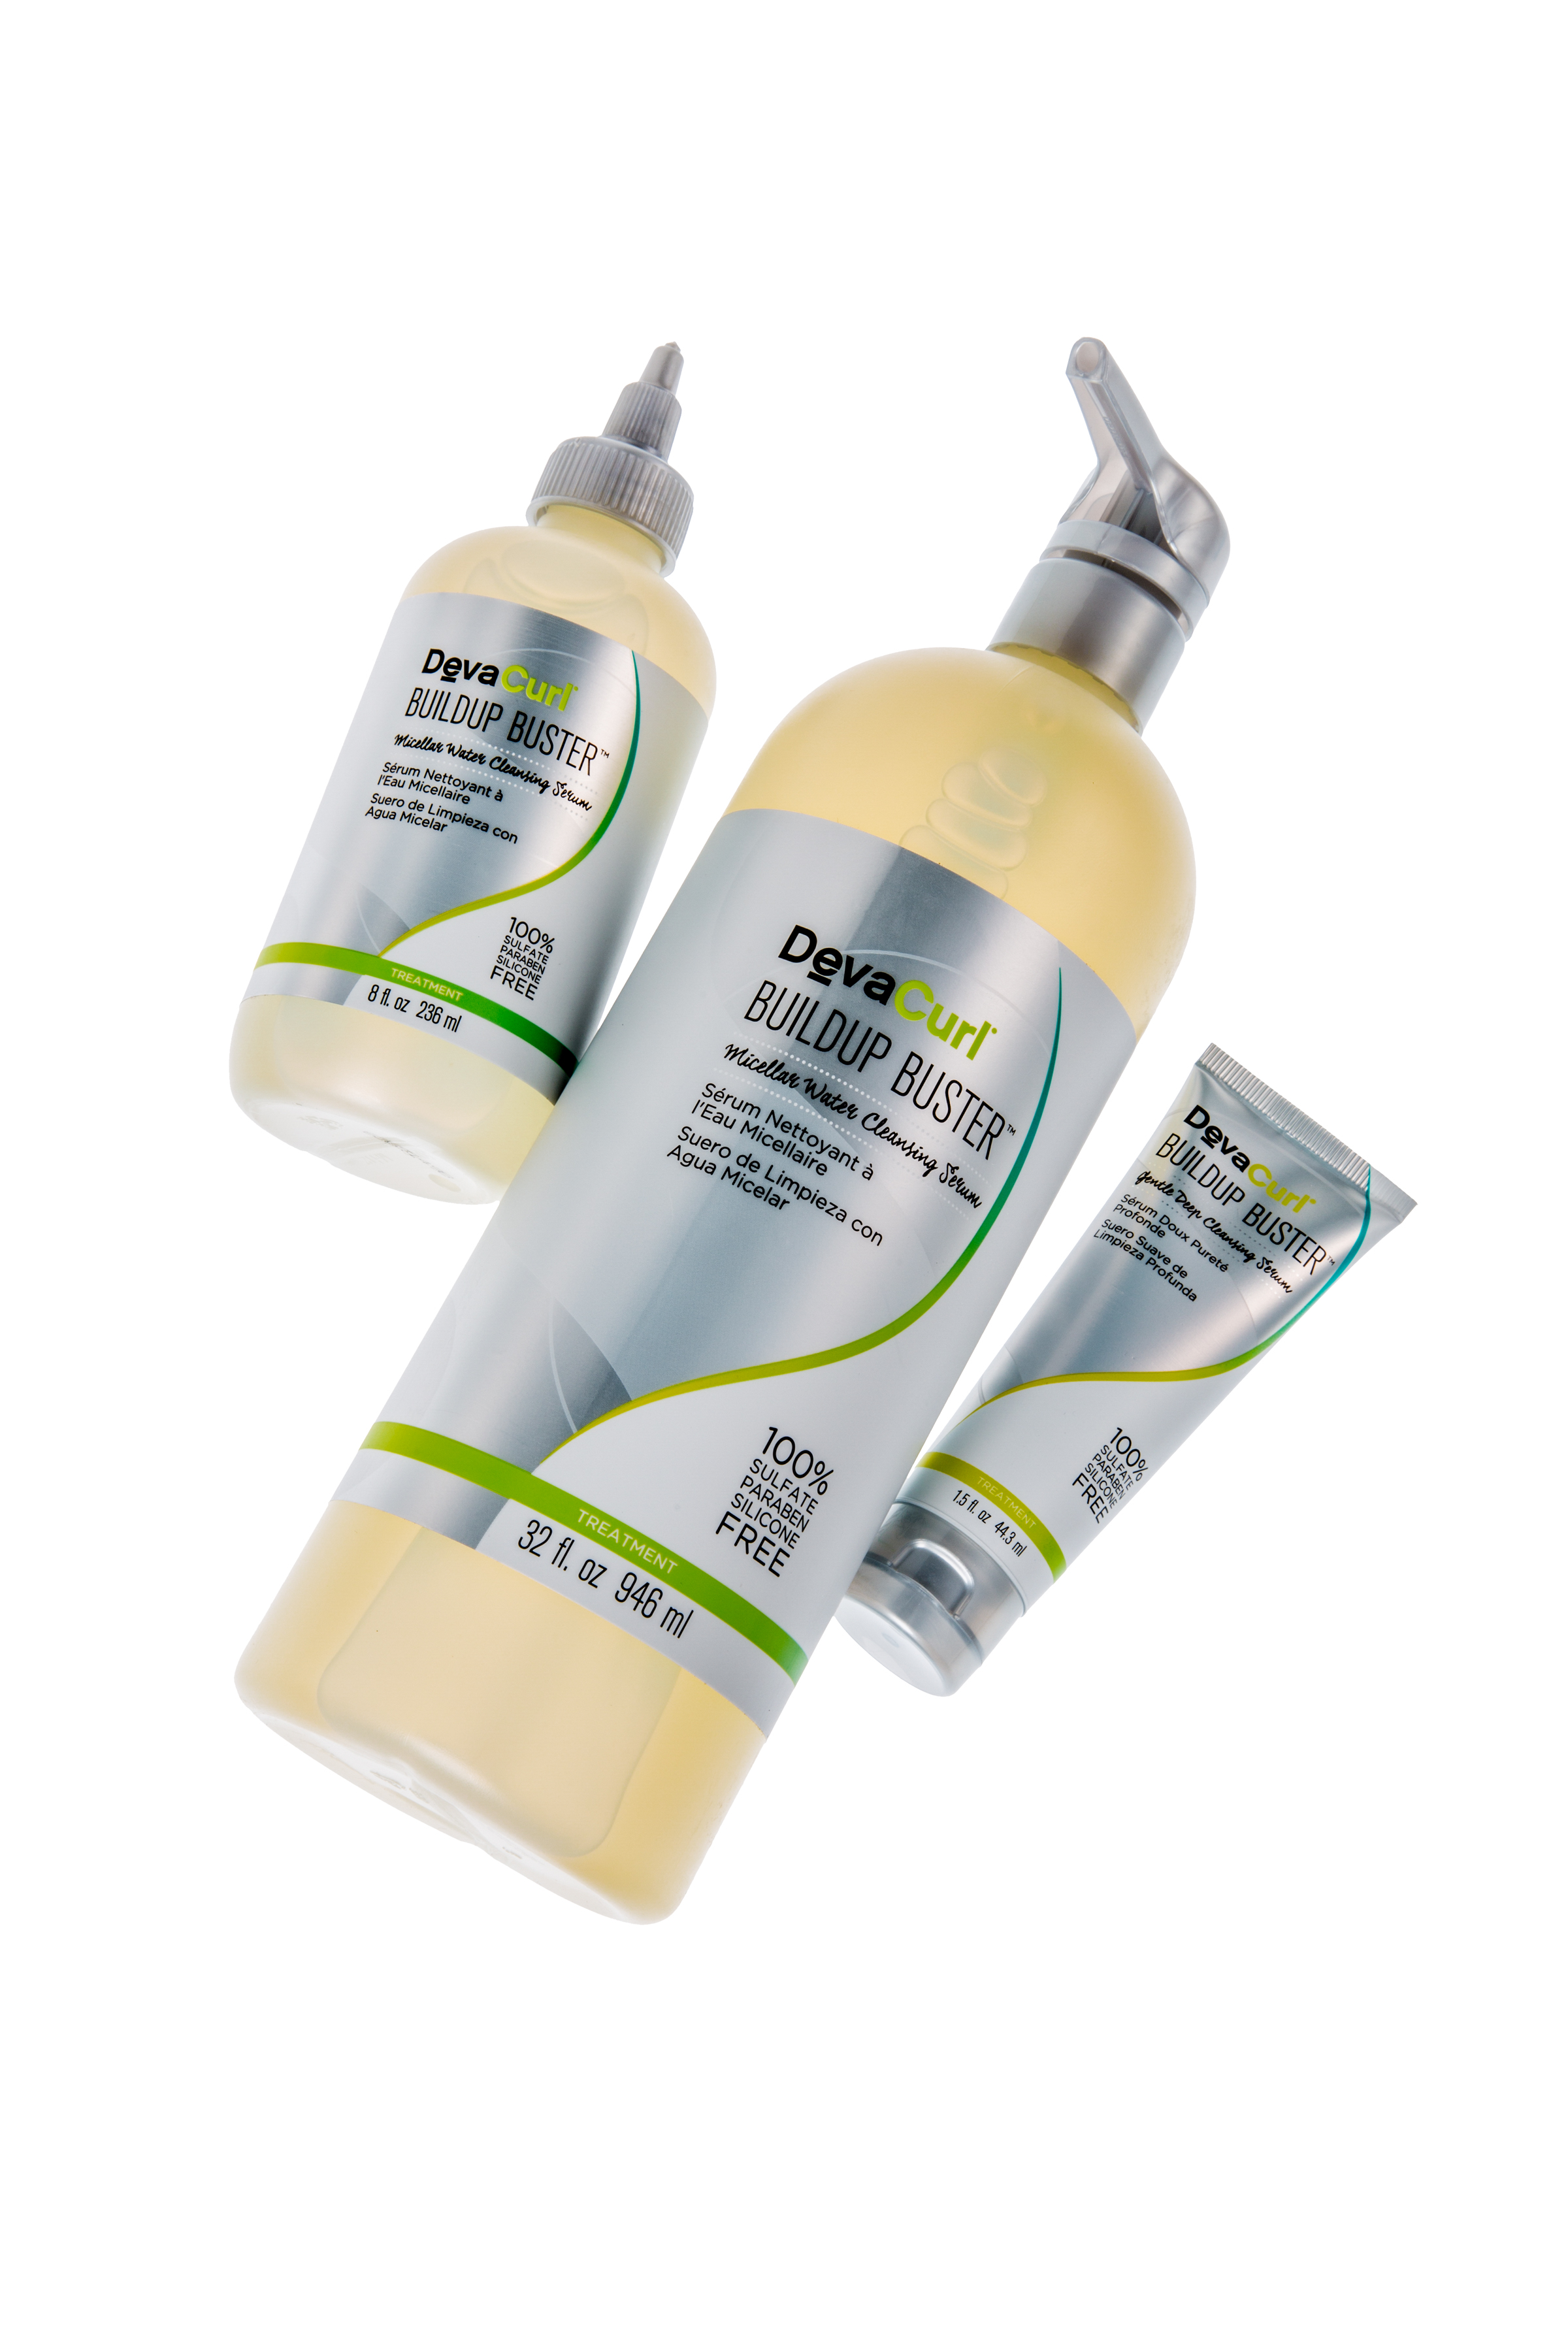 DevaCurl
BUILDUP BUSTER™
Micellar Water Cleansing Serum
Sérum Nettoyant à
l'Eau Micellaire
Suero de Limpieza con
Agua Micelar
100%
SULFATE
PARABEN
SILICONE
FREE
TREATMENT
8 fl. oz 236 ml
DevaCurl
BUILDUP BUSTER™
Micellar Water Cleansing Serum
Sérum Nettoyant à
l'Eau Micellaire
Suero de Limpieza con
Agua Micelar
100%
SULFATE
PARABEN
SILICONE
FREE
TREATMENT
32 fl. oz 946 ml
DevaCurl
BUILDUP BUSTER™
Gentle Deep Cleansing Serum
Sérum Doux Pureté
Profonde
Suero Suave de
Limpieza Profunda
100%
SULFATE
PARABEN
SILICONE
FREE
TREATMENT
1.5 fl. oz 44.3 ml